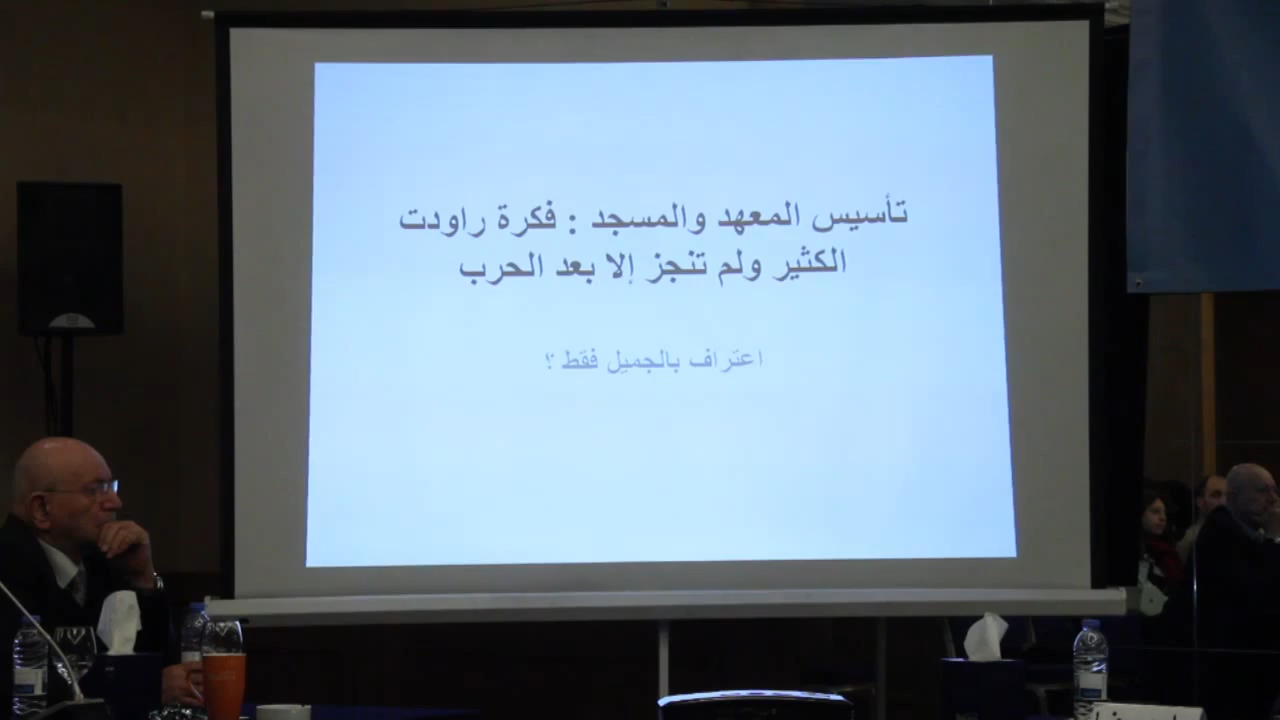 تأسيس المعهد والمسجد : فكرة راودت
الكثير ولم تنجز إلا بعد الحرب
اعتراف بالجميل فقط ؟